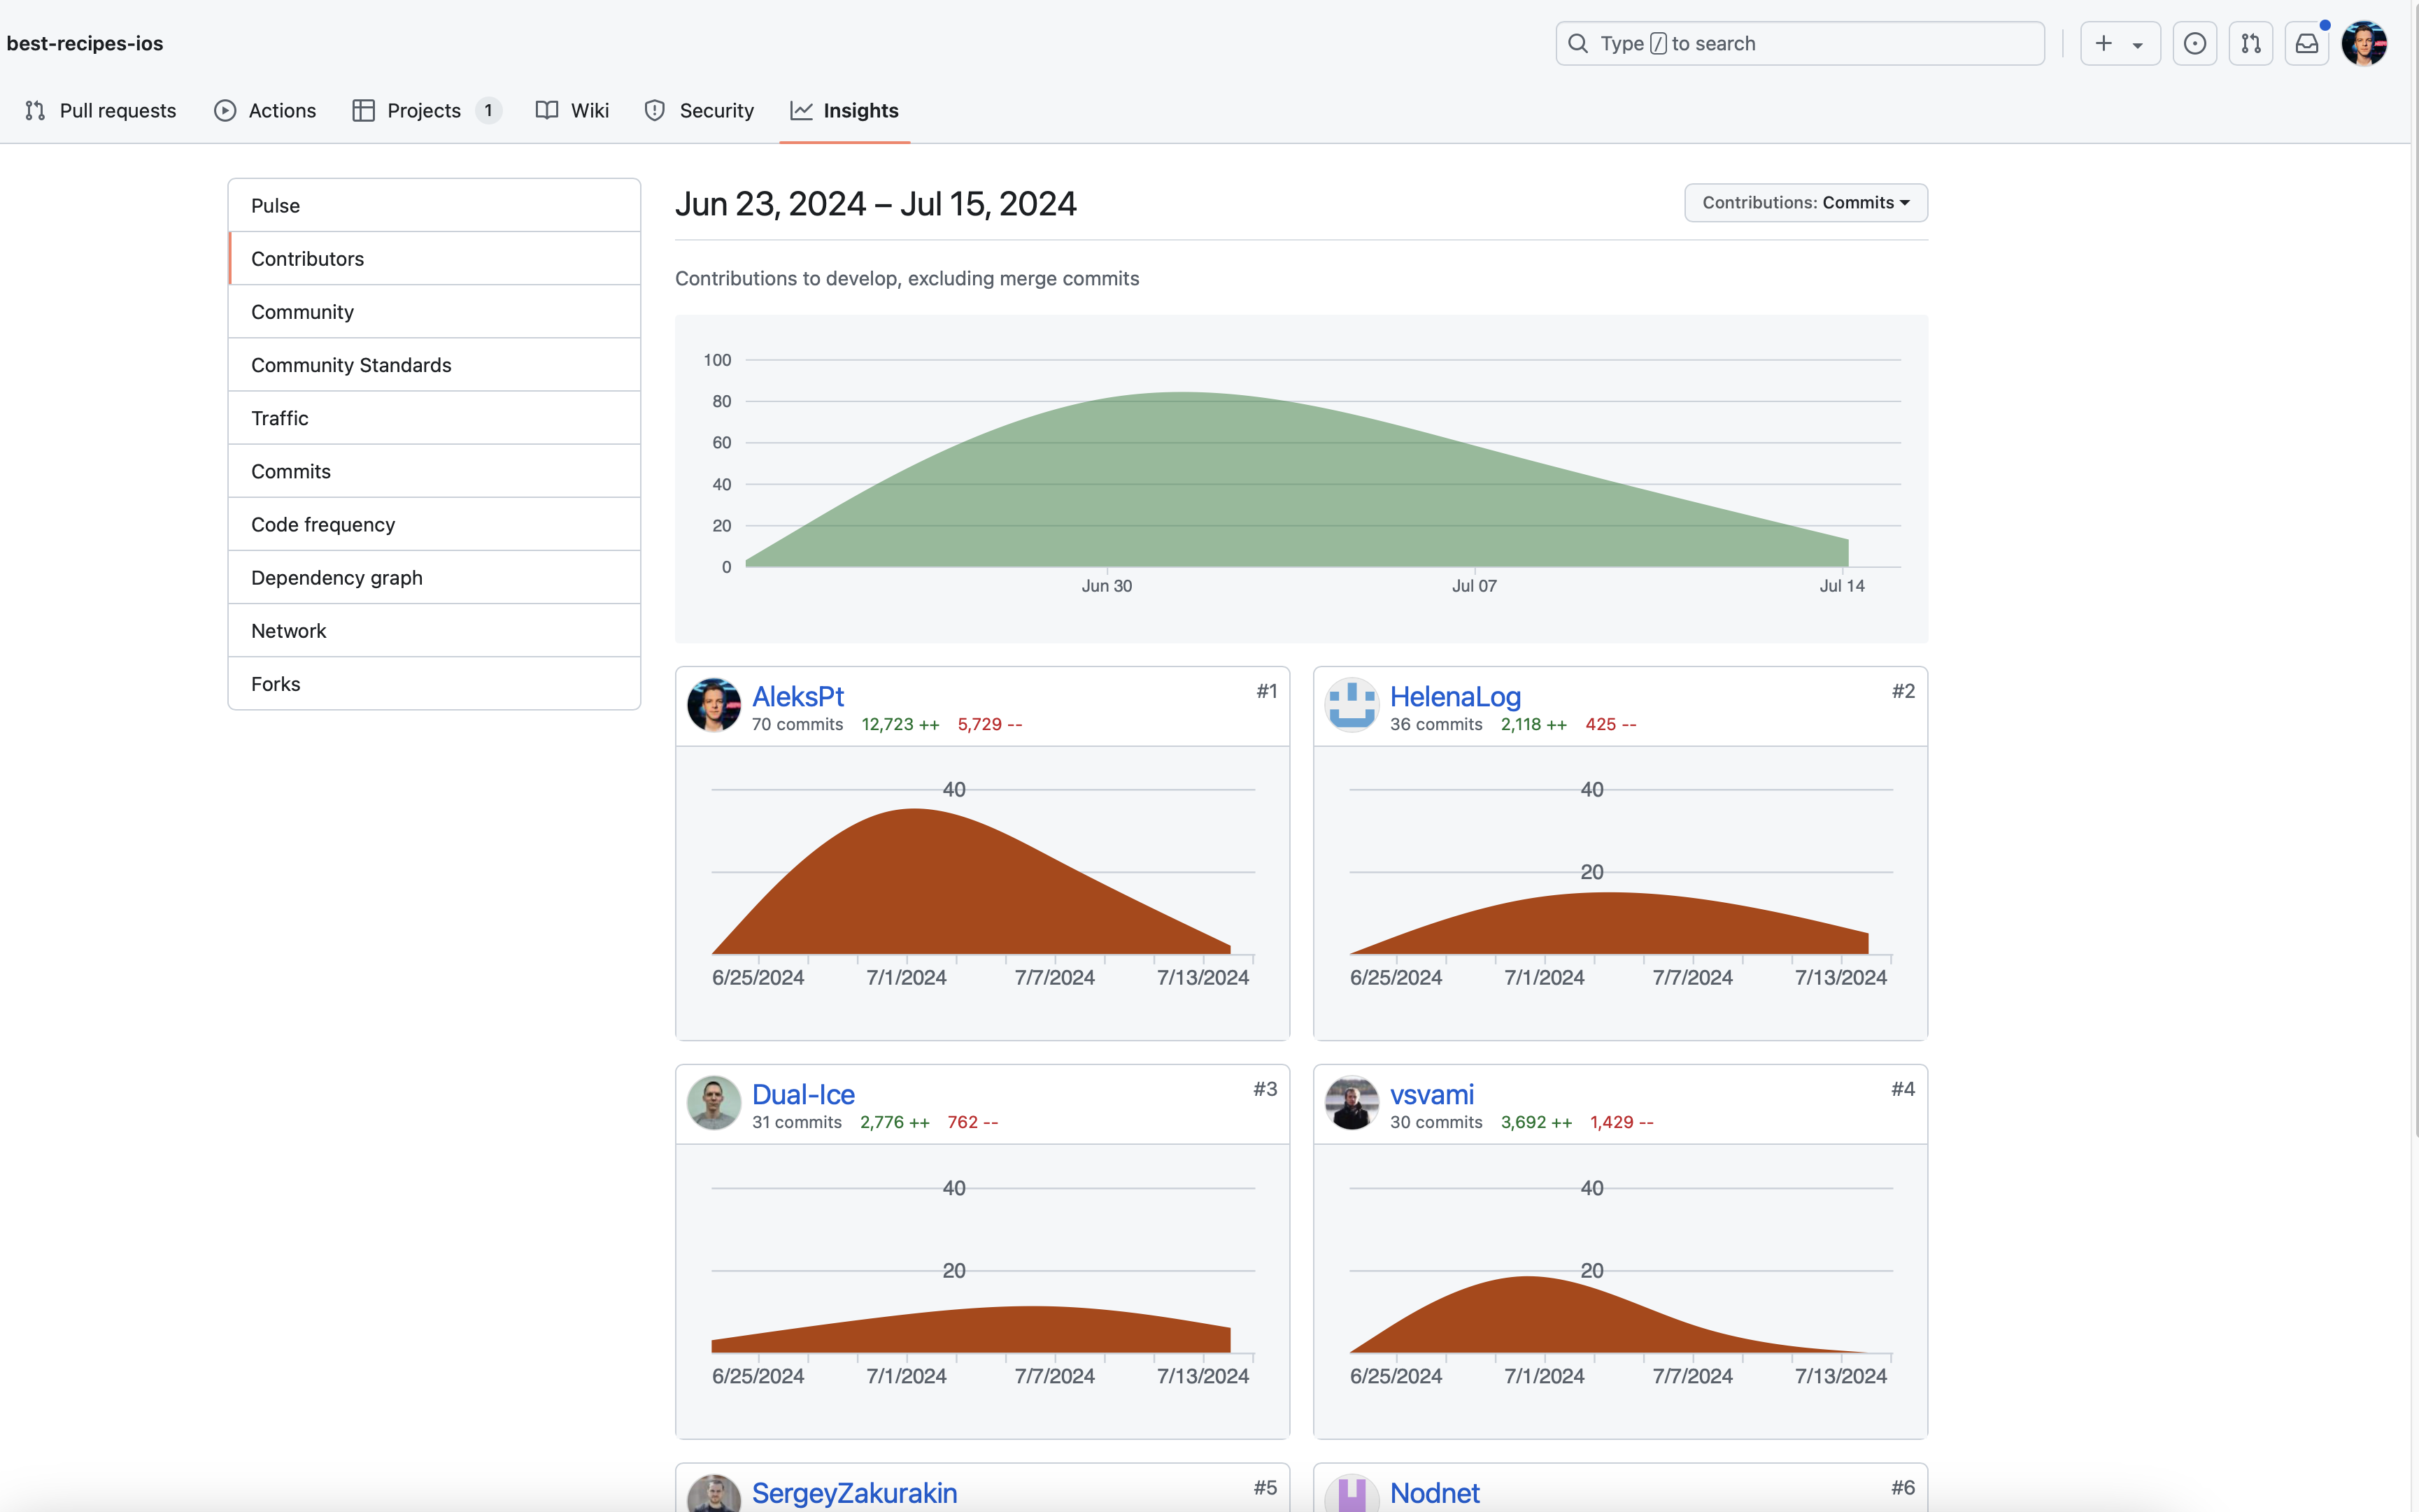 best-recipes-ios
Type / to search
Pull requests
Actions
Projects 1
Wiki
Security
Insights
Pulse
Contributors
Community
Community Standards
Traffic
Commits
Code frequency
Dependency graph
Network
Forks
Jun 23, 2024 – Jul 15, 2024
Contributions: Commits
Contributions to develop, excluding merge commits
100
80
60
40
20
0
Jun 30 Jul 07 Jul 14
AleksPt #1
70 commits 12,723 ++ 5,729 --
40
6/25/2024 7/1/2024 7/7/2024 7/13/2024
HelenaLog #2
36 commits 2,118 ++ 425 --
40
20
6/25/2024 7/1/2024 7/7/2024 7/13/2024
Dual-Ice #3
31 commits 2,776 ++ 762 --
40
20
6/25/2024 7/1/2024 7/7/2024 7/13/2024
vsvami #4
30 commits 3,692 ++ 1,429 --
40
20
6/25/2024 7/1/2024 7/7/2024 7/13/2024
SergeyZakurakin #5
Nodnet #6